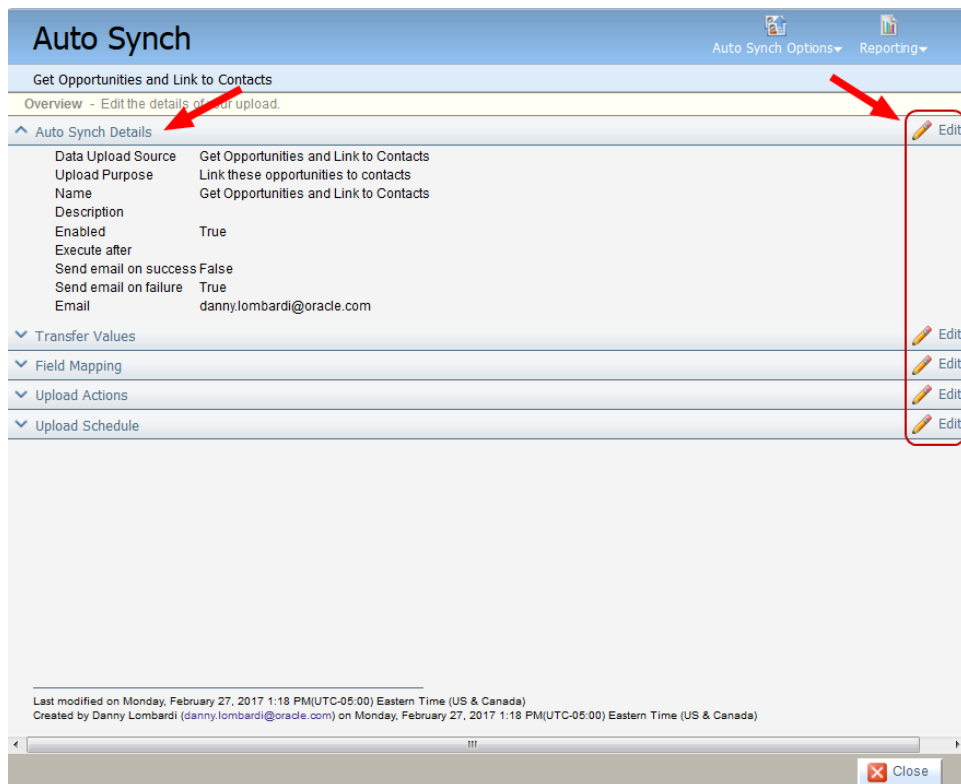 Auto Synch
Auto Synch Options Reporting
Get Opportunities and Link to Contacts
Overview - Edit the details of your upload.
Auto Synch Details Edit
Data Upload Source Get Opportunities and Link to Contacts
Upload Purpose Link these opportunities to contacts
Name Get Opportunities and Link to Contacts
Description
Enabled True
Execute after
Send email on success False
Send email on failure True
Email danny.lombardi@oracle.com
Transfer Values Edit
Field Mapping Edit
Upload Actions Edit
Upload Schedule Edit
Last modified on Monday, February 27, 2017 1:18 PM(UTC-05:00) Eastern Time (US & Canada)
Created by Danny Lombardi (danny.lombardi@oracle.com) on Monday, February 27, 2017 1:18 PM(UTC-05:00) Eastern Time (US & Canada)
Close